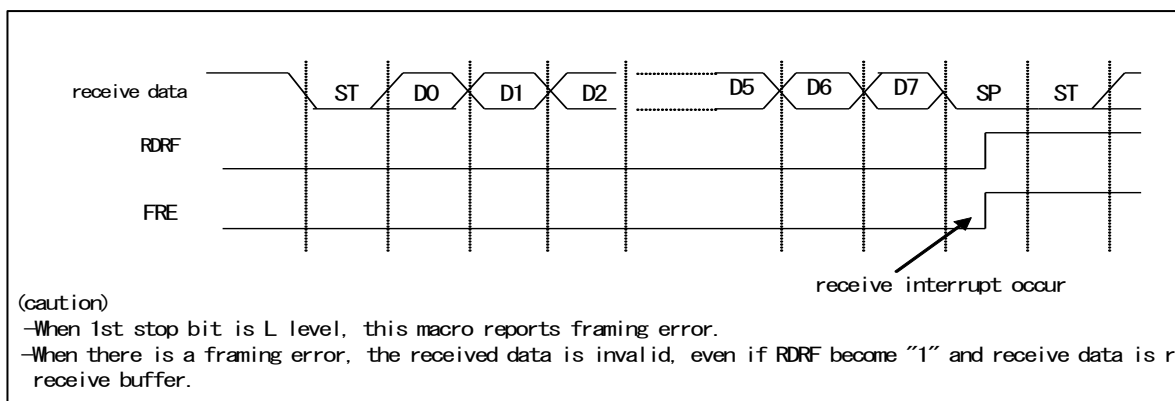 receive data ST D0 D1 D2 D5 D6 D7 SP ST
RDRF
FRE
receive interrupt occur
(caution)
-When 1st stop bit is L level, this macro reports framing error.
-When there is a framing error, the received data is invalid, even if RDRF become "1" and receive data is r
receive buffer.